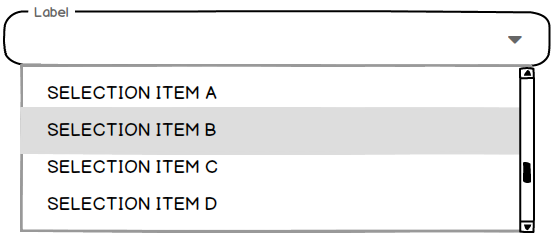 Label
SELECTION ITEM A
SELECTION ITEM B
SELECTION ITEM C
SELECTION ITEM D